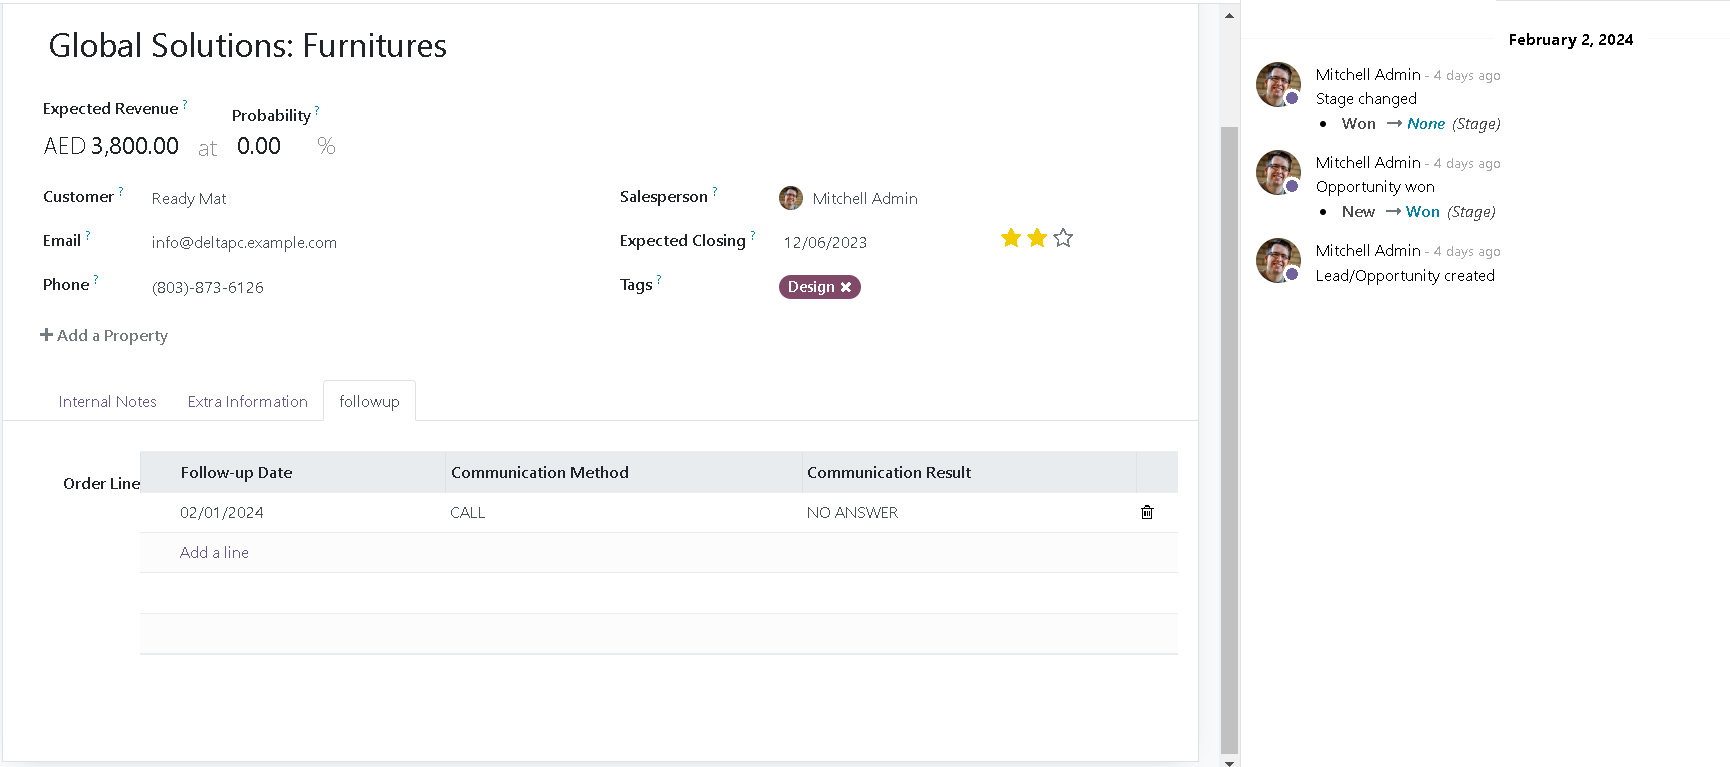 Global Solutions: Furnitures
Expected Revenue ?
Probability ?
AED 3,800.00 at 0.00 %
Customer ? Ready Mat
Salesperson ? Mitchell Admin
Email ? info@deltapc.example.com
Expected Closing ? 12/06/2023
Phone ? (803)-873-6126
Tags ? Design
Add a Property
Internal Notes Extra Information followup
Order Line
Follow-up Date Communication Method Communication Result
02/01/2024 CALL NO ANSWER
Add a line
February 2, 2024
Mitchell Admin - 4 days ago
Stage changed
• Won → None (Stage)
Mitchell Admin - 4 days ago
Opportunity won
• New → Won (Stage)
Mitchell Admin - 4 days ago
Lead/Opportunity created